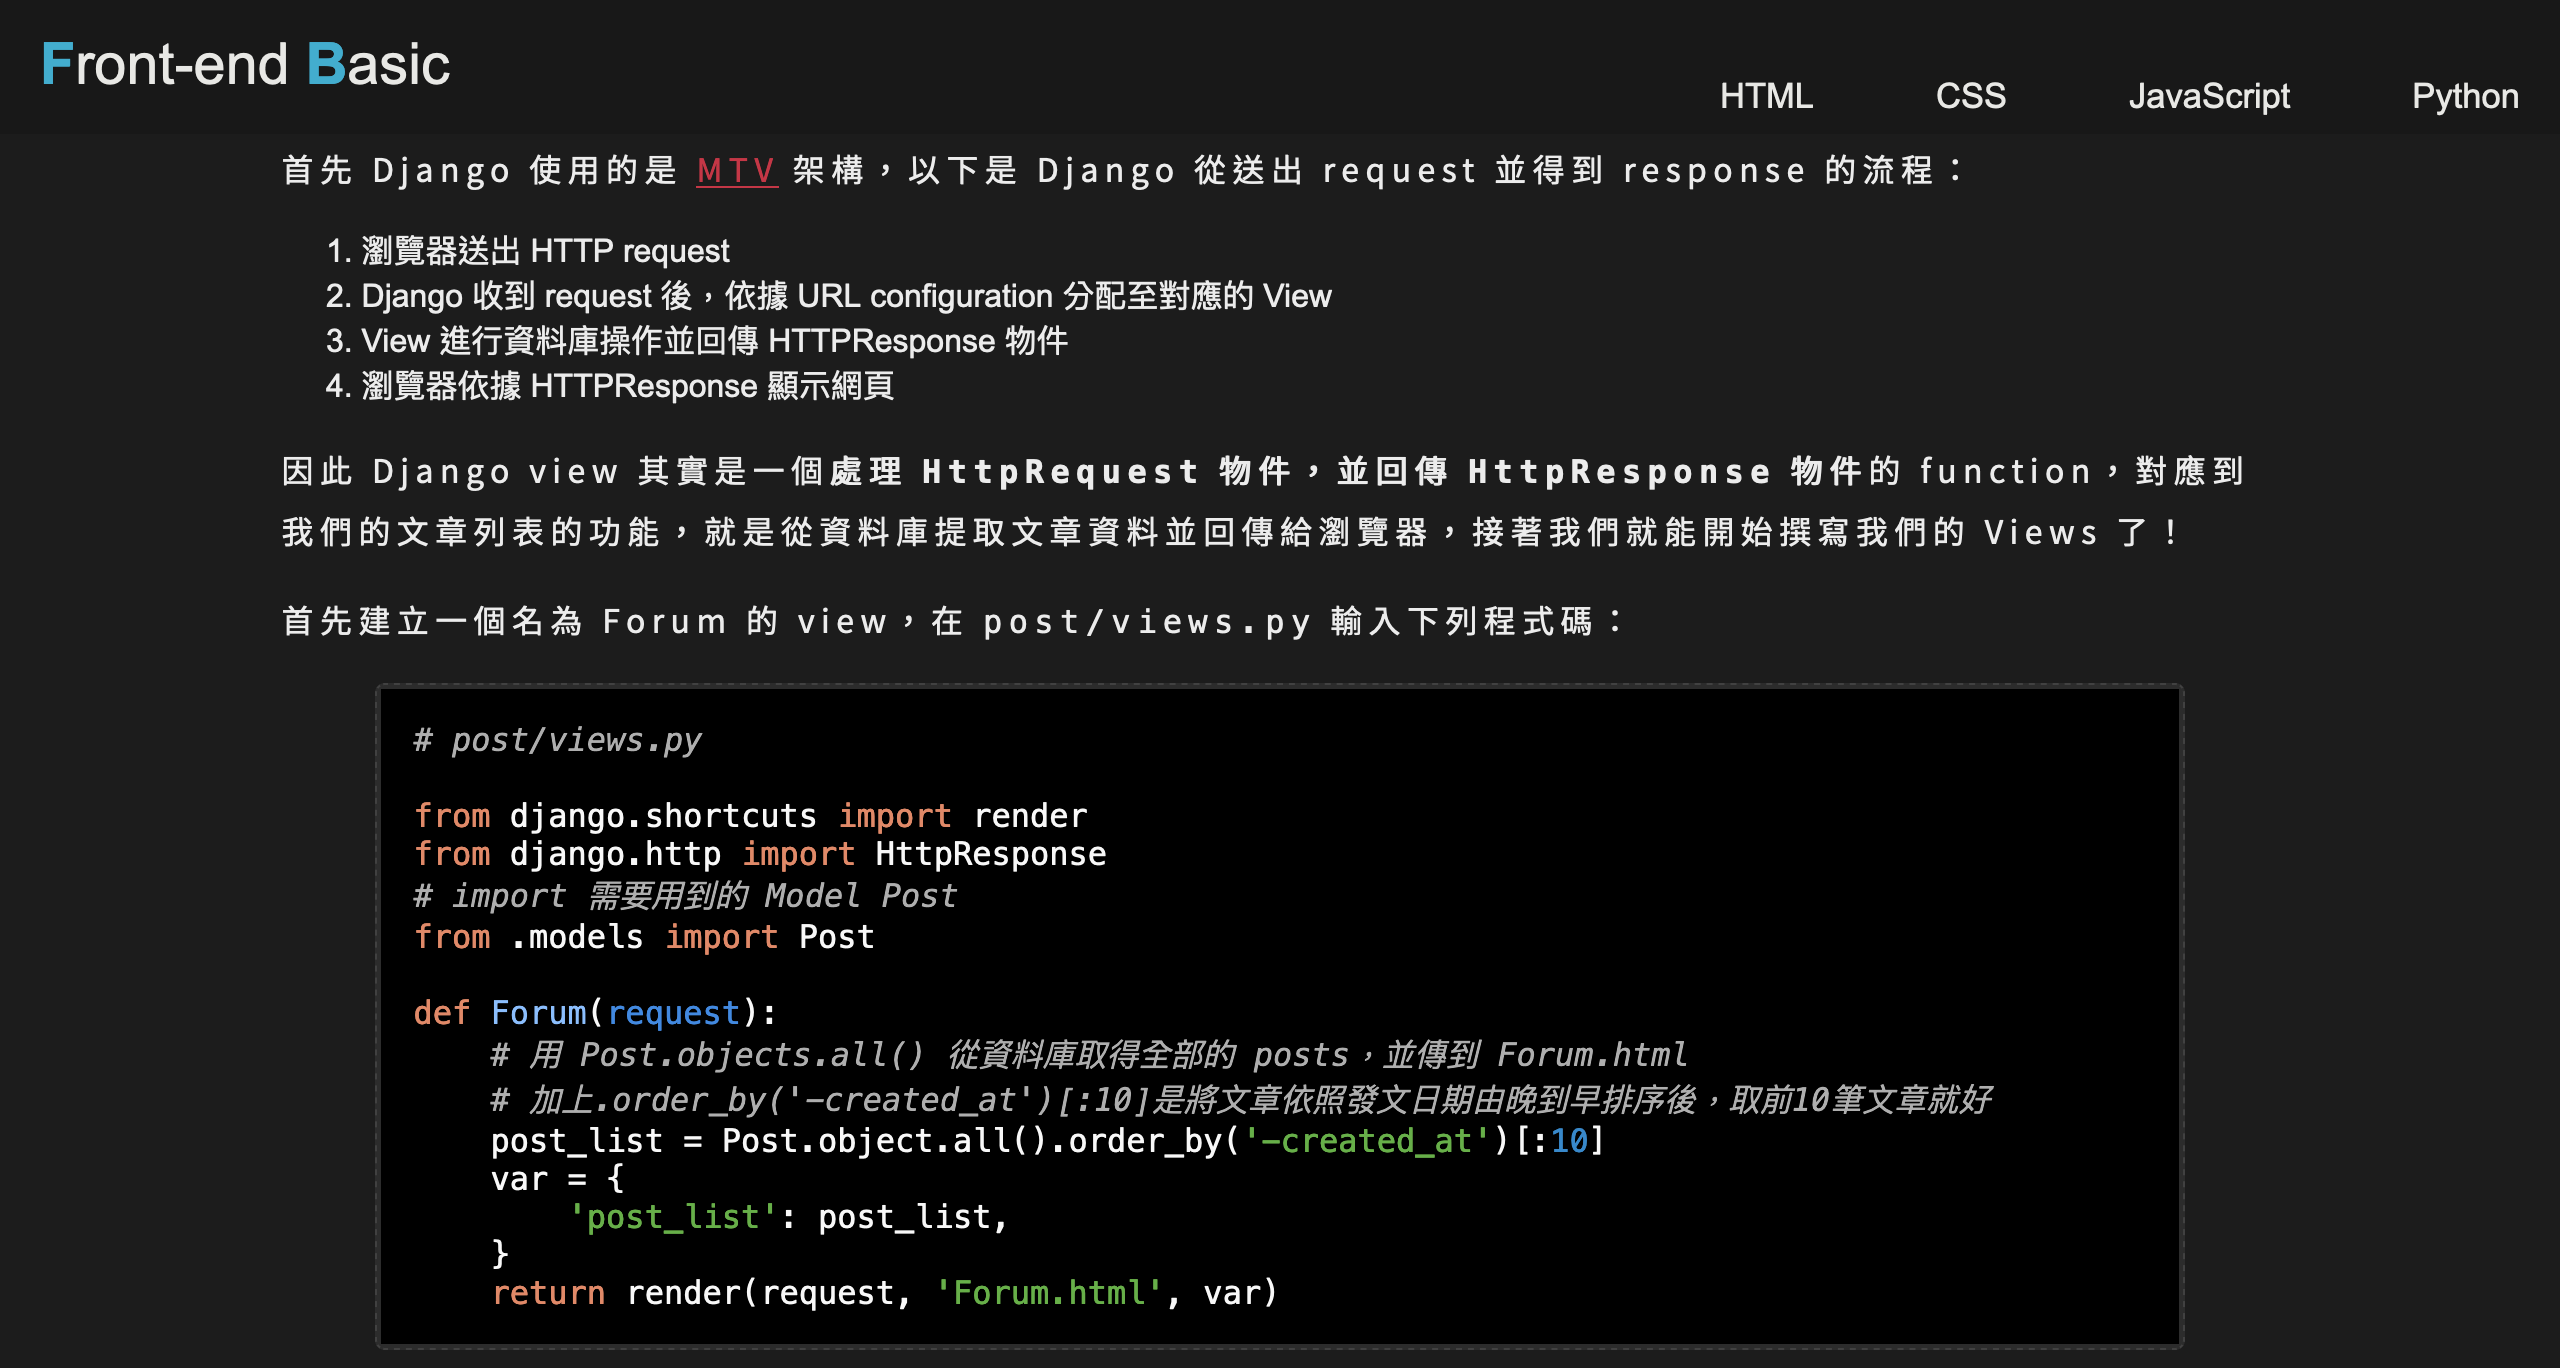 Front-end Basic
HTML CSS JavaScript Python
首先 Django 使用的是 MTV 架構，以下是 Django 從送出 request 並得到 response 的流程：
1. 瀏覽器送出 HTTP request
2. Django 收到 request 後，依據 URL configuration 分配至對應的 View
3. View 進行資料庫操作並回傳 HTTPResponse 物件
4. 瀏覽器依據 HTTPResponse 顯示網頁
因此 Django view 其實是一個處理 HttpRequest 物件，並回傳 HttpResponse 物件的 function，對應到
我們的文章列表的功能，就是從資料庫提取文章資料並回傳給瀏覽器，接著我們就能開始撰寫我們的 Views 了！
首先建立一個名為 Forum 的 view，在 post/views.py 輸入下列程式碼：
# post/views.py
from django.shortcuts import render
from django.http import HttpResponse
# import 需要用到的 Model Post
from .models import Post
def Forum(request):
    # 用 Post.objects.all() 從資料庫取得全部的 posts，並傳到 Forum.html
    # 加上.order_by('-created_at')[:10]是將文章依照發文日期由晚到早排序後，取前10筆文章就好
    post_list = Post.object.all().order_by('-created_at')[:10]
    var = {
        'post_list': post_list,
    }
    return render(request, 'Forum.html', var)